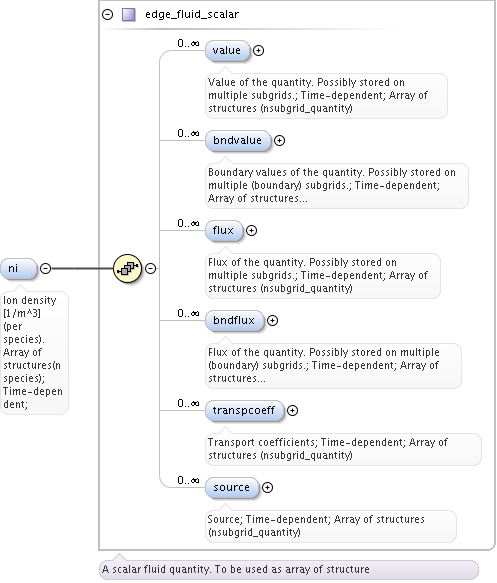 edge_fluid_scalar
0..∞
value
Value of the quantity. Possibly stored on
multiple subgrids.; Time-dependent; Array of
structures (nsubgrid_quantity)
0..∞
bndvalue
Boundary values of the quantity. Possibly stored on
multiple (boundary) subgrids.; Time-dependent;
Array of structures...
0..∞
flux
Flux of the quantity. Possibly stored on
multiple subgrids.; Time-dependent; Array of
structures (nsubgrid_quantity)
ni
Ion density
[1/m^3]
(per
species).
Array of
structures(n
species);
Time-depen
dent;
0..∞
bndflux
Flux of the quantity. Possibly stored on multiple
(boundary) subgrids.; Time-dependent; Array of
structures...
0..∞
transpcoeff
Transport coefficients; Time-dependent; Array of
structures (nsubgrid_quantity)
0..∞
source
Source; Time-dependent; Array of structures
(nsubgrid_quantity)
A scalar fluid quantity. To be used as array of structure